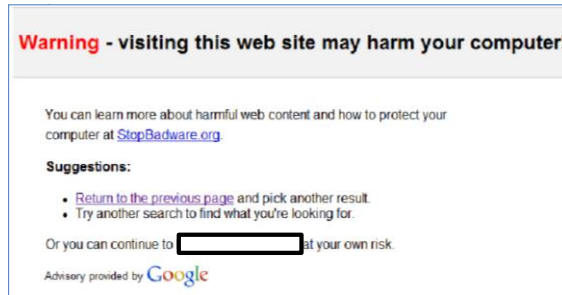 Warning - visiting this web site may harm your computer
You can learn more about harmful web content and how to protect your
computer at StopBadware.org.
Suggestions:
• Return to the previous page and pick another result.
• Try another search to find what you're looking for.
Or you can continue to at your own risk.
Advisory provided by Google